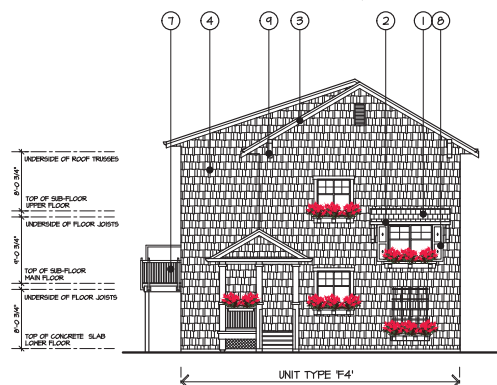 7 4 9 3 2 1 8
UNDERSIDE OF ROOF TRUSSES
8'-0 3/4"
TOP OF SUB-FLOOR
UPPER FLOOR
UNDERSIDE OF FLOOR JOISTS
9'-0 3/4"
TOP OF SUB-FLOOR
MAIN FLOOR
UNDERSIDE OF FLOOR JOISTS
8'-0 3/4"
TOP OF CONCRETE SLAB
LOWER FLOOR
UNIT TYPE 'F4'